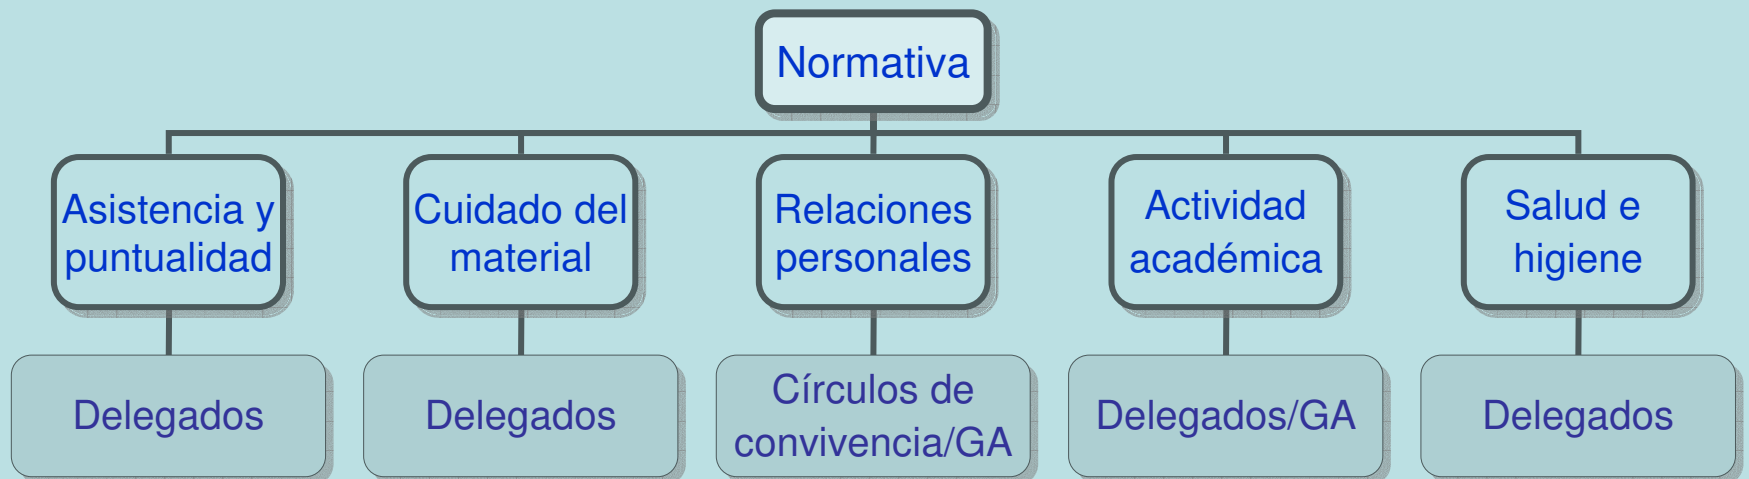 Normativa
Asistencia y
puntualidad
Cuidado del
material
Relaciones
personales
Actividad
académica
Salud e
higiene
Delegados
Delegados
Círculos de
convivencia/GA
Delegados/GA
Delegados